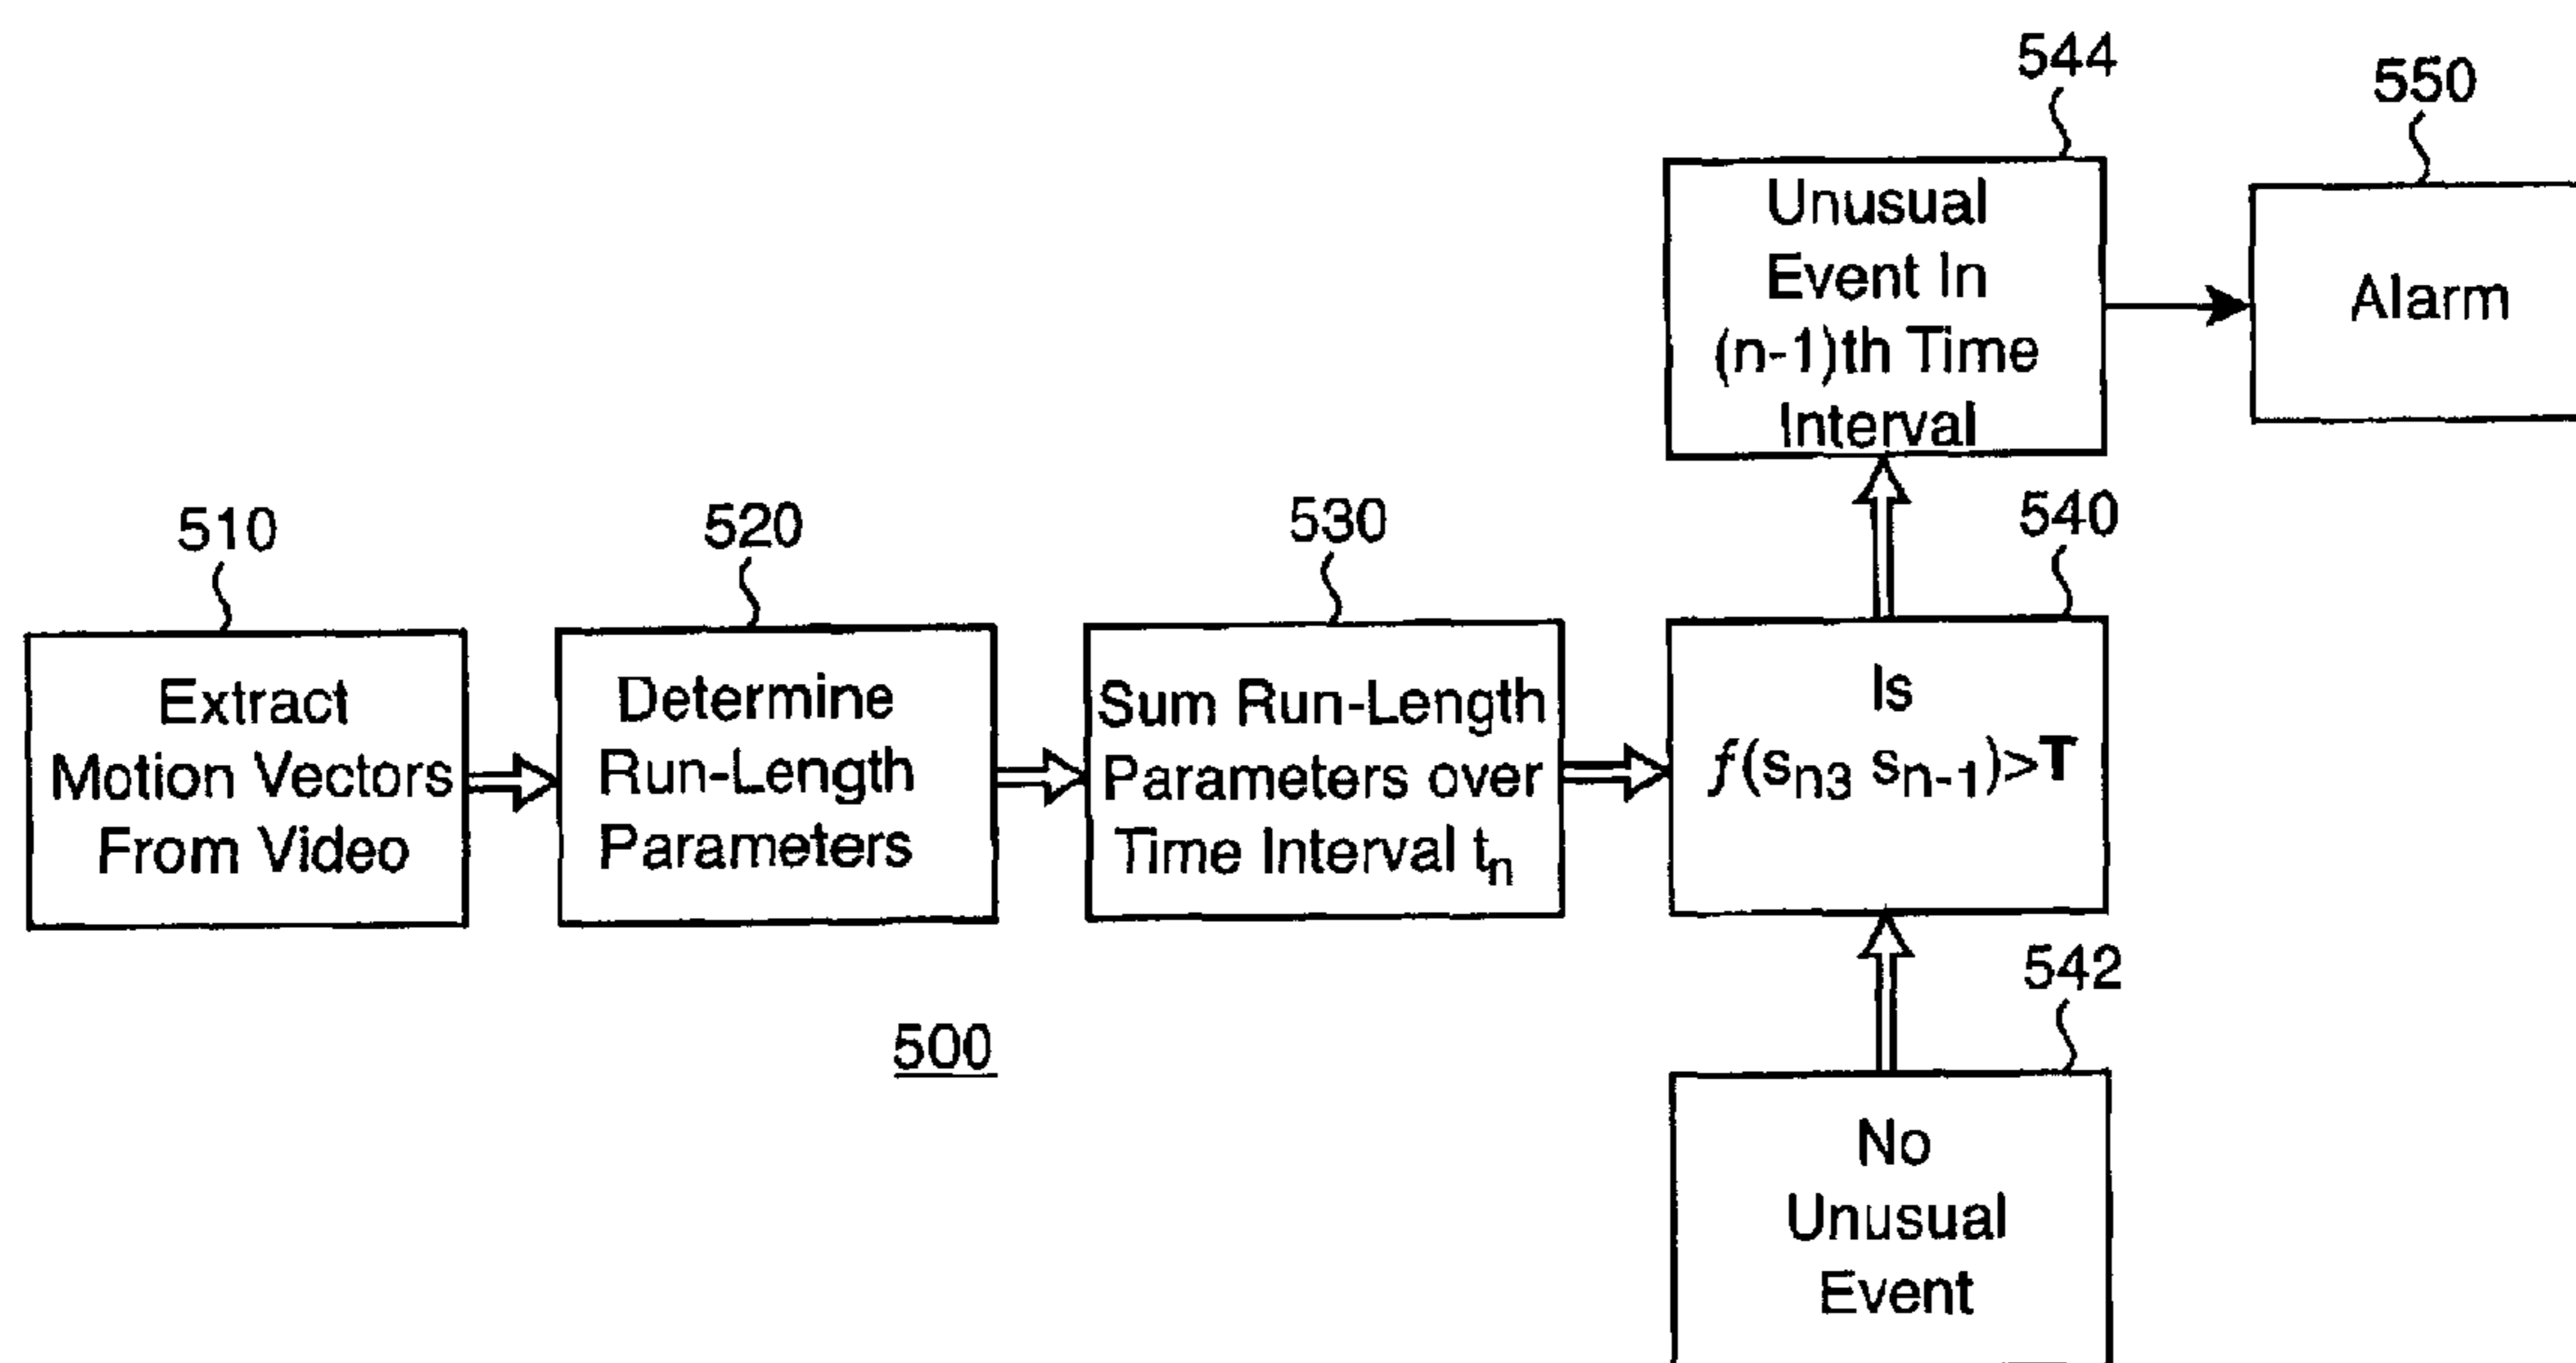 544
550
Unusual
Event In
(n-1)th Time
Interval
Alarm
510
520
530
540
Extract
Motion Vectors
From Video
Determine
Run-Length
Parameters
Sum Run-Length
Parameters over
Time Interval tn
Is
f(sn3 sn-1)>T
542
500
No
Unusual
Event